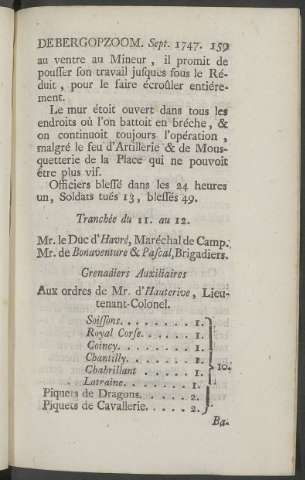 DE BERGOPZOOM. Sept. 1747. 159
au ventre au Mineur, il promit de
pousser son travail jusques sous le Ré-
duit, pour le faire écroûler entiére-
ment.
Le mur étoit ouvert dans tous les
endroits où l'on battoit en bréche, &
on continuoit toujours l'opération,
malgré le feu d'Artillerie & de Mous-
quetterie de la Place qui ne pouvoit
être plus vif.
Officiers blessé dans les 24 heures
un, Soldats tués 13, blessés 49.
Tranchée du 11. au 12.
Mr. le Duc d'Havré, Maréchal de Camp.
Mr. de Bonaventure & Pascal, Brigadiers.
Grenadiers Auxiliaires
Aux ordres de Mr. d'Hauterive, Lieu-
tenant-Colonel.
Soissons. . . . . . . . 1.
Royal Corse. . . . . . 1.
Coincy. . . . . . . . 1.
Chantilly. . . . . . . 1.
Chabrillant . . . . . 1. 10.
Latraine. . . . . . . . 1.
Piquets de Dragons. . . . . . 2.
Piquets de Cavallerie. . . . . 2.
Ba-